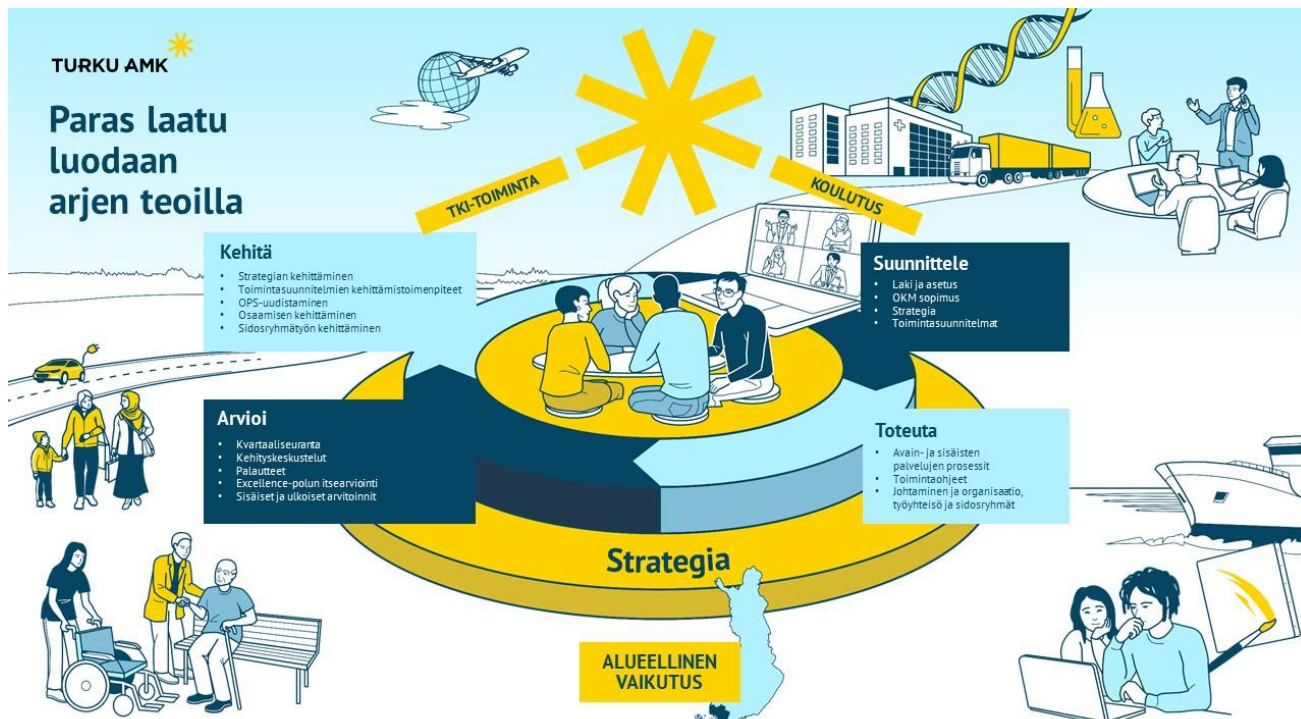 TURKU AMK
Paras laatu
luodaan
arjen teoilla
TKI-TOIMINTA
KOULUTUS
Kehitä
• Strategian kehittäminen
• Toimintasuunnitelmien kehittämistoimenpiteet
• OPS-uudistaminen
• Osaamisen kehittäminen
• Sidosryhmätyön kehittäminen
Suunnittele
• Laki ja asetus
• OKM sopimus
• Strategia
• Toimintasuunnitelmat
Arvioi
• Kvartaaliseuranta
• Kehityskeskustelut
• Palautteet
• Excellence-polun itsearviointi
• Sisäiset ja ulkoiset arvitoinnit
Toteuta
• Avain- ja sisäisten
palvelujen prosessit
• Toimintaohjeet
• Johtaminen ja organisaatio,
työyhteisö ja sidosryhmät
Strategia
ALUEELLINEN
VAIKUTUS